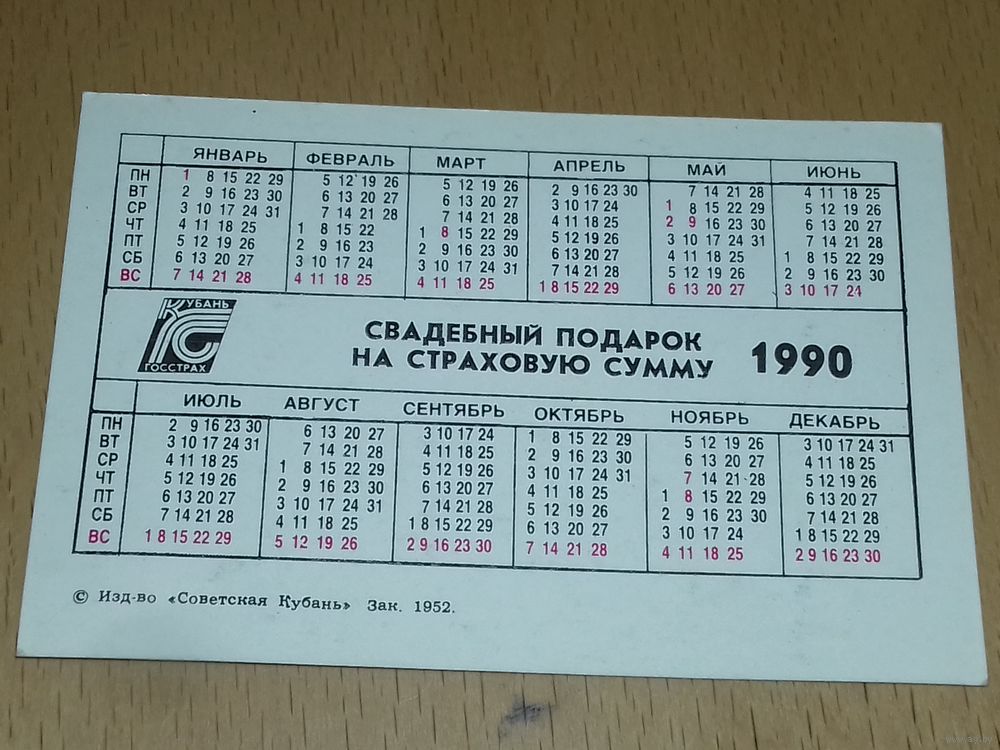 ЯНВАРЬ ФЕВРАЛЬ МАРТ АПРЕЛЬ МАЙ ИЮНЬ
ПН 1 8 15 22 29 5 12 19 26 5 12 19 26 2 9 16 23 30 7 14 21 28 4 11 18 25
ВТ 2 9 16 23 30 6 13 20 27 6 13 20 27 3 10 17 24 1 8 15 22 29 5 12 19 26
СР 3 10 17 24 31 7 14 21 28 7 14 21 28 4 11 18 25 2 9 16 23 30 6 13 20 27
ЧТ 4 11 18 25 1 8 15 22 1 8 15 22 29 5 12 19 26 3 10 17 24 31 7 14 21 28
ПТ 5 12 19 26 2 9 16 23 2 9 16 23 30 6 13 20 27 4 11 18 25 1 8 15 22 29
СБ 6 13 20 27 3 10 17 24 3 10 17 24 31 7 14 21 28 5 12 19 26 2 9 16 23 30
ВС 7 14 21 28 4 11 18 25 4 11 18 25 1 8 15 22 29 6 13 20 27 3 10 17 24
КУБАНЬ
ГОССТРАХ
СВАДЕБНЫЙ ПОДАРОК
НА СТРАХОВУЮ СУММУ
1990
ИЮЛЬ АВГУСТ СЕНТЯБРЬ ОКТЯБРЬ НОЯБРЬ ДЕКАБРЬ
ПН 2 9 16 23 30 6 13 20 27 3 10 17 24 1 8 15 22 29 5 12 19 26 3 10 17 24 31
ВТ 3 10 17 24 31 7 14 21 28 4 11 18 25 2 9 16 23 30 6 13 20 27 4 11 18 25
СР 4 11 18 25 1 8 15 22 29 5 12 19 26 3 10 17 24 31 7 14 21 28 5 12 19 26
ЧТ 5 12 19 26 2 9 16 23 30 6 13 20 27 4 11 18 25 1 8 15 22 29 6 13 20 27
ПТ 6 13 20 27 3 10 17 24 31 7 14 21 28 5 12 19 26 2 9 16 23 30 7 14 21 28
СБ 7 14 21 28 4 11 18 25 1 8 15 22 29 6 13 20 27 3 10 17 24 1 8 15 22 29
ВС 1 8 15 22 29 5 12 19 26 2 9 16 23 30 7 14 21 28 4 11 18 25 2 9 16 23 30
© Изд-во «Советская Кубань» Зак. 1952.